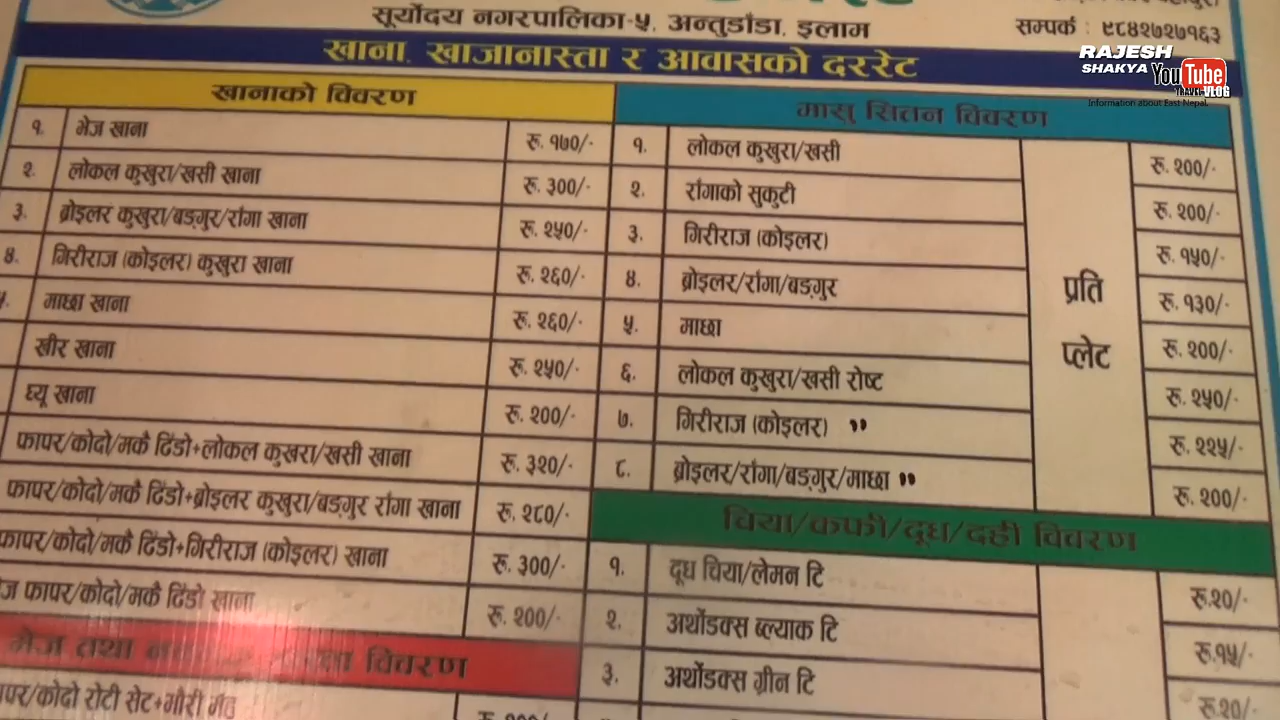 सूर्योदय नगरपालिका-५, अन्तुडाँडा, इलाम
सम्पर्क : ९८४२७२७१६३
RAJESH
SHAKYA YouTube
TRAVEL VLOG
Information about East Nepal.
खाना, खाजानास्ता र आवासको दररेट
खानाको विवरण
१. भेज खाना रु. १७०/-
२. लोकल कुखुरा/खसी खाना रु. ३००/-
३. ब्रोइलर कुखुरा/बङ्गुर/राँगा खाना रु. २५०/-
४. गिरीराज (कोइलर) कुखुरा खाना रु. २६०/-
५. माछा खाना रु. २६०/-
खीर खाना रु. २५०/-
घ्यू खाना रु. २००/-
फापर/कोदो/मकै ढिंडो+लोकल कुखरा/खसी खाना रु. ३२०/-
फापर/कोदो/मकै ढिंडो+ब्रोइलर कुखुरा/बङ्गुर राँगा खाना रु. २८०/-
फापर/कोदो/मकै ढिंडो+गिरीराज (कोइलर) खाना रु. ३००/-
फापर/कोदो/मकै ढिंडो खाना रु. २००/-
भेज तथा विवरण
कोदो रोटी सेट+मौरी
मासु सितन विवरण
१. लोकल कुखुरा/खसी रु. २००/-
२. राँगाको सुकुटी रु. २००/-
३. गिरीराज (कोइलर) रु. १५०/-
४. ब्रोइलर/राँगा/बङ्गुर रु. १३०/-
५. माछा रु. २००/-
६. लोकल कुखुरा/खसी रोष्ट रु. २५०/-
७. गिरीराज (कोइलर) ,, रु. २२५/-
८. ब्रोइलर/राँगा/बङ्गुर/माछा ,, रु. २००/-
प्रति
प्लेट
चिया/कफी/दूध/दही विवरण
१. दूध चिया/लेमन टि रु.२०/-
२. अर्थोडक्स ब्ल्याक टि रु.१५/-
३. अर्थोडक्स ग्रीन टि रु.२०/-